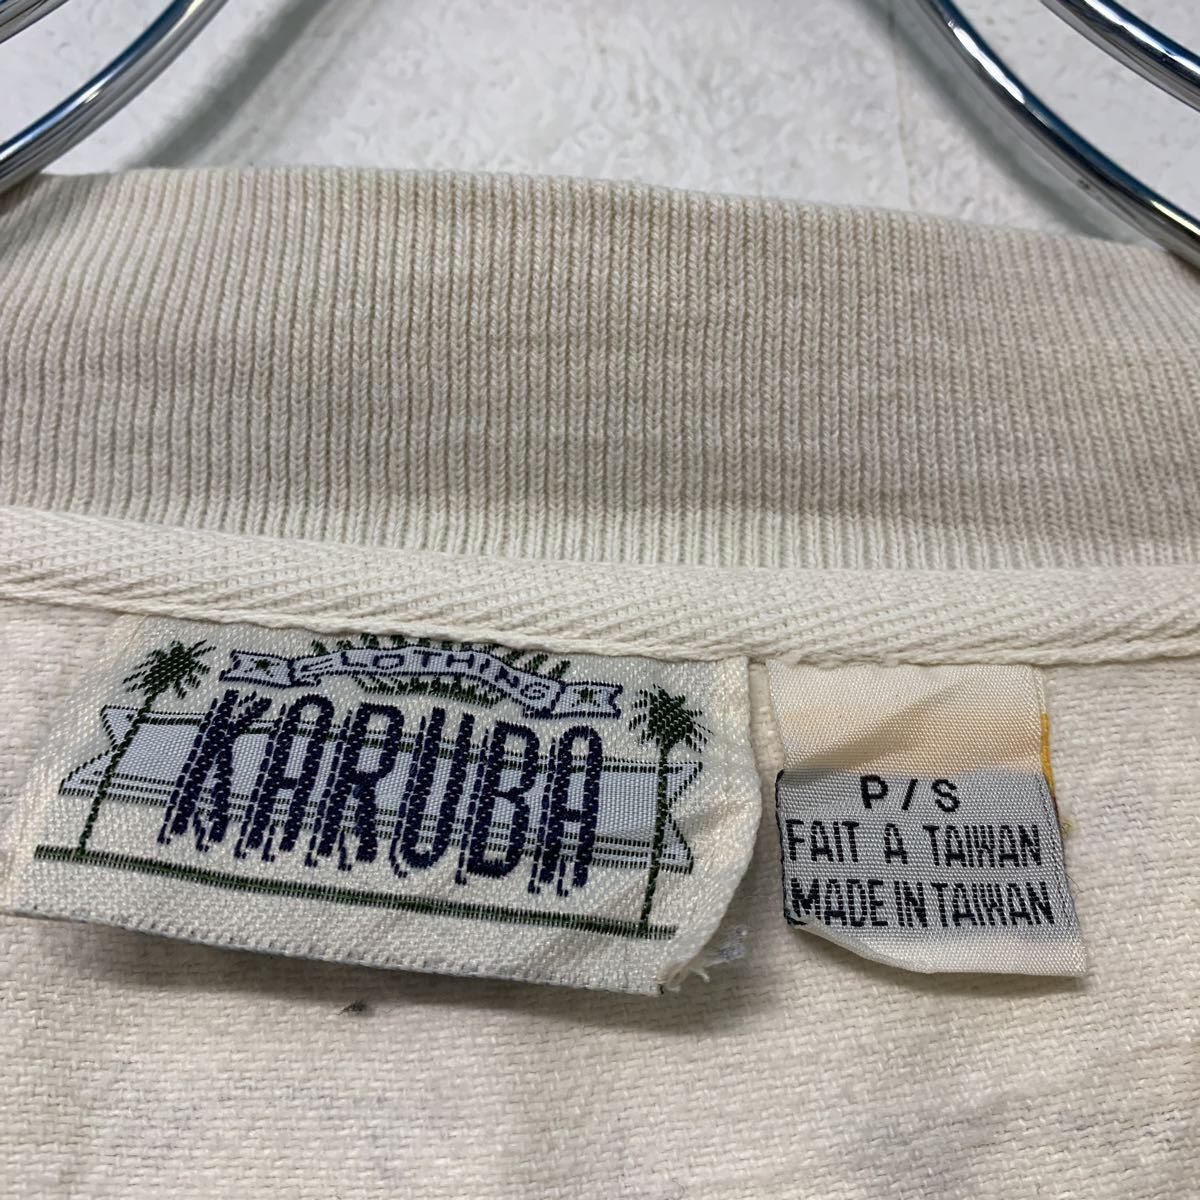 CLOTHING
KARUBA
P/S
FAIT A TAIWAN
MADE IN TAIWAN